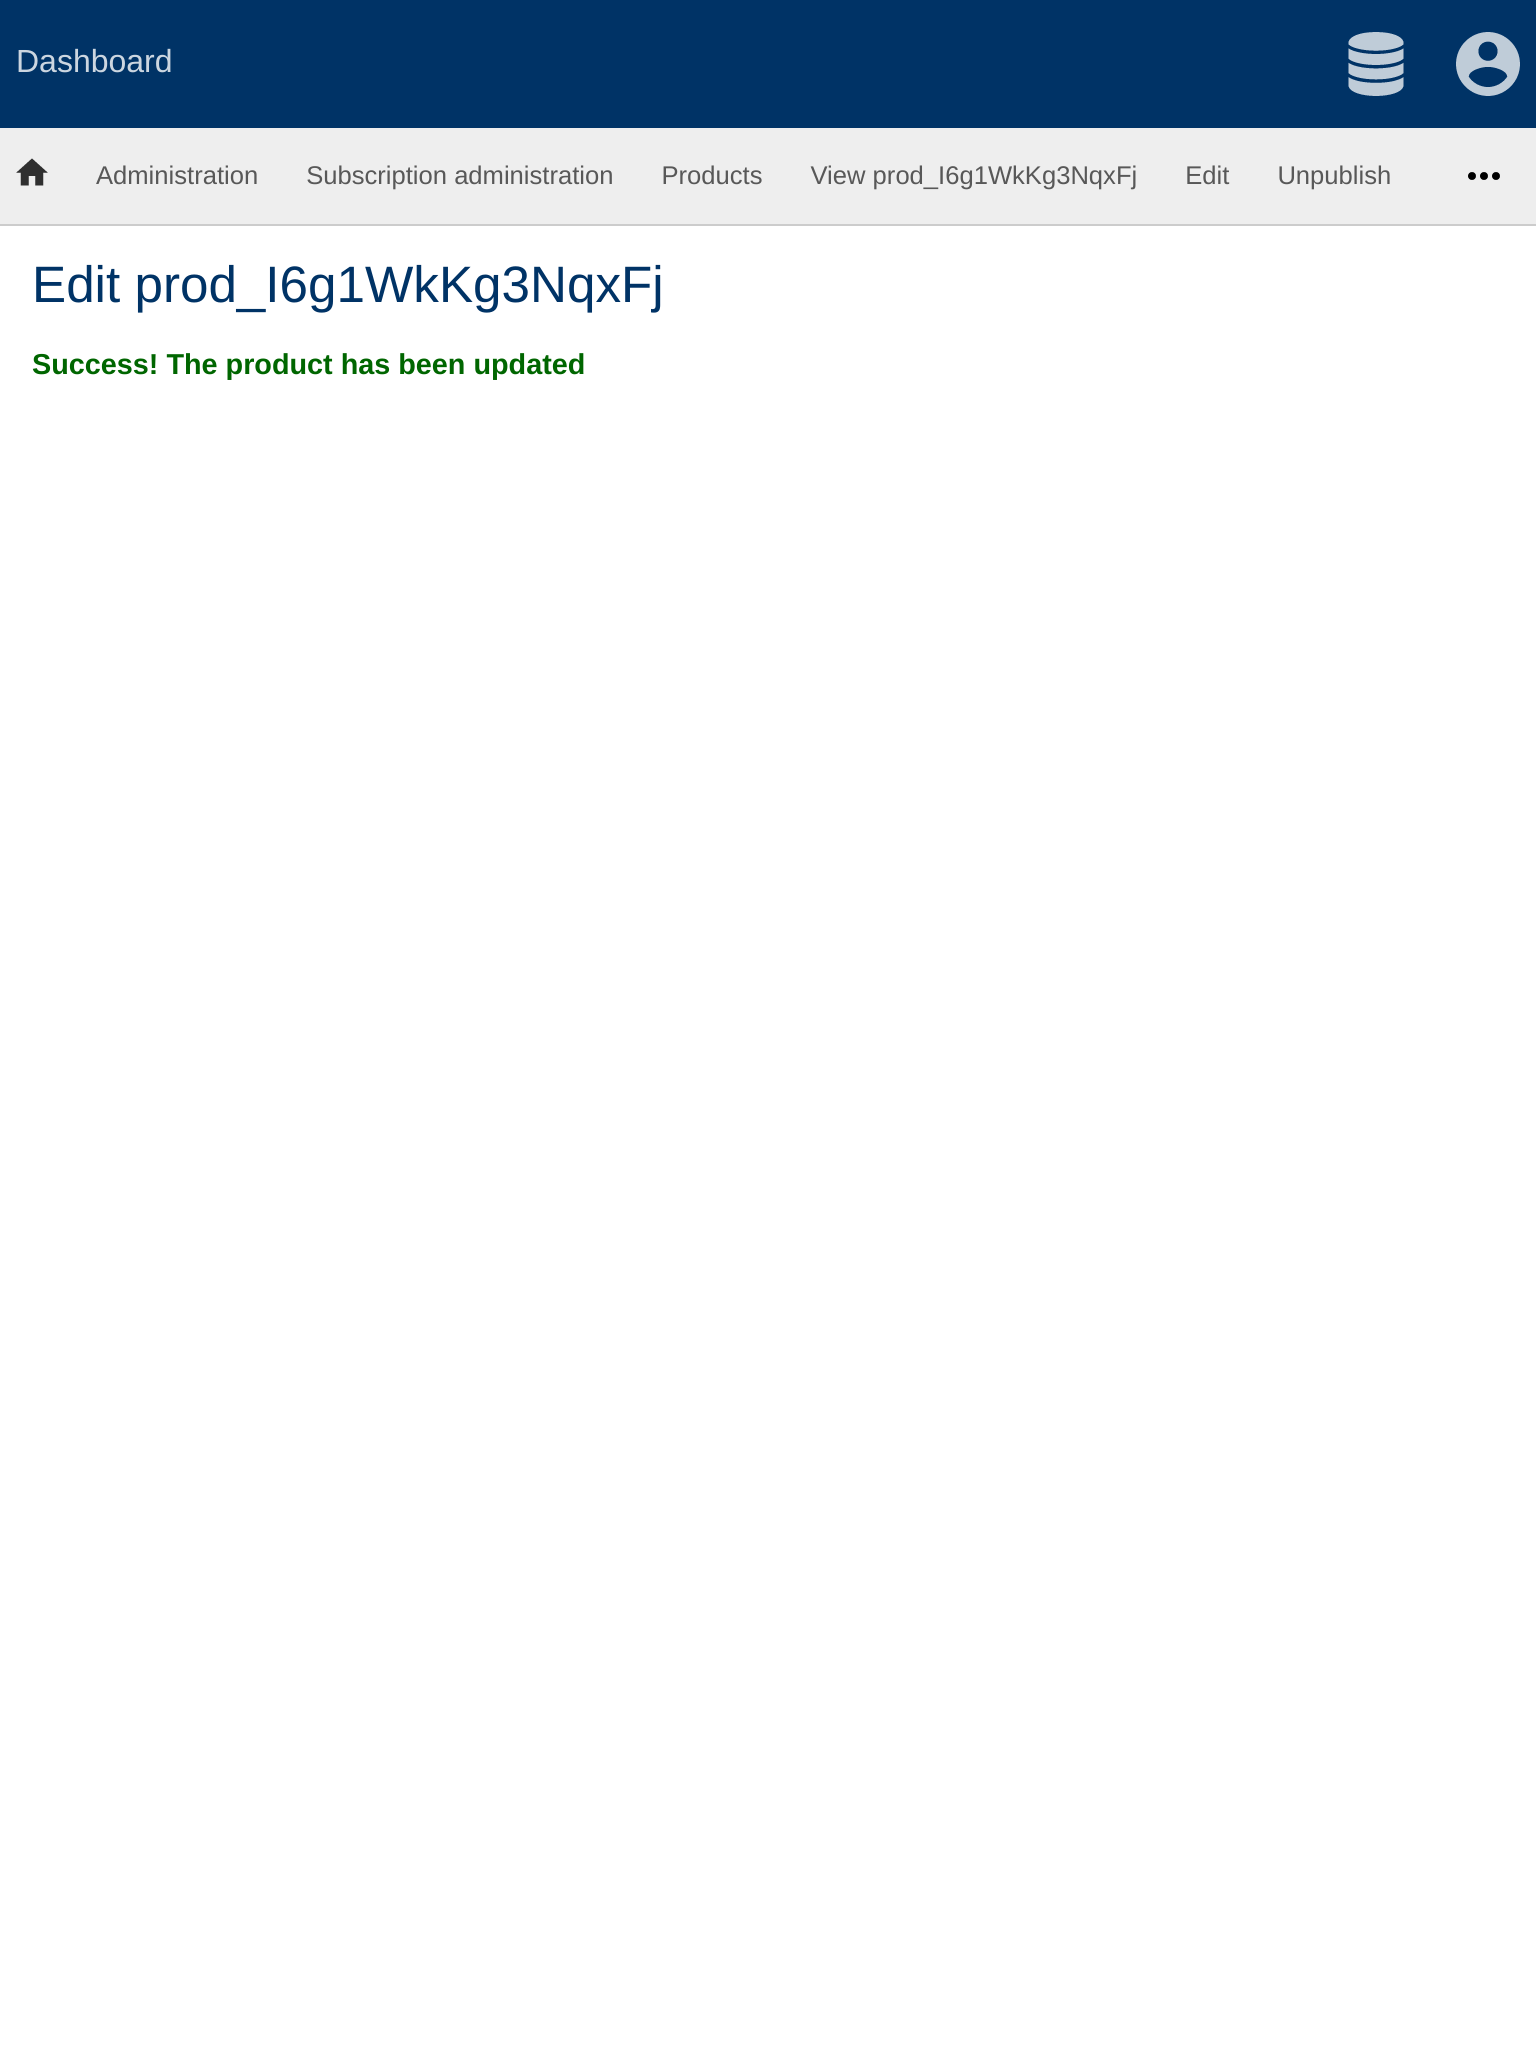 Dashboard
Administration Subscription administration Products View prod_I6g1WkKg3NqxFj Edit Unpublish
Edit prod_I6g1WkKg3NqxFj
Success! The product has been updated